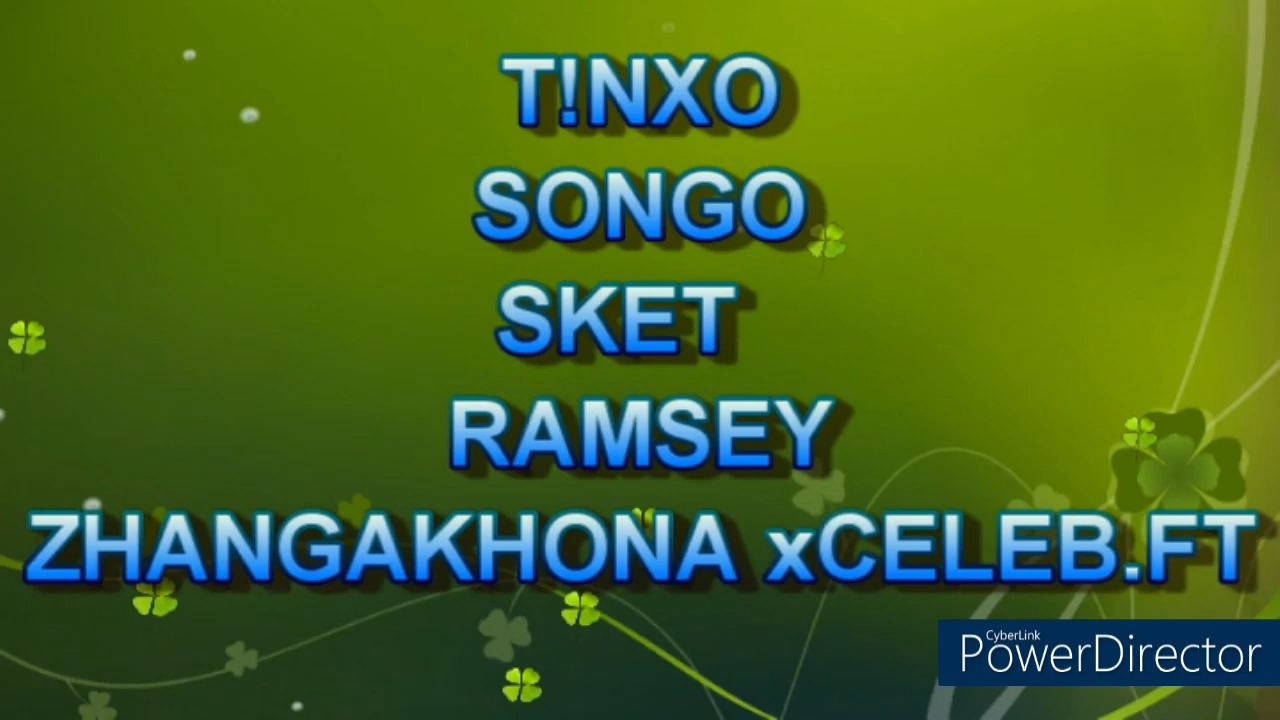 T!NXO
SONGO
SKET
RAMSEY
ZHANGAKHONA xCELEB.FT
CyberLink
PowerDirector